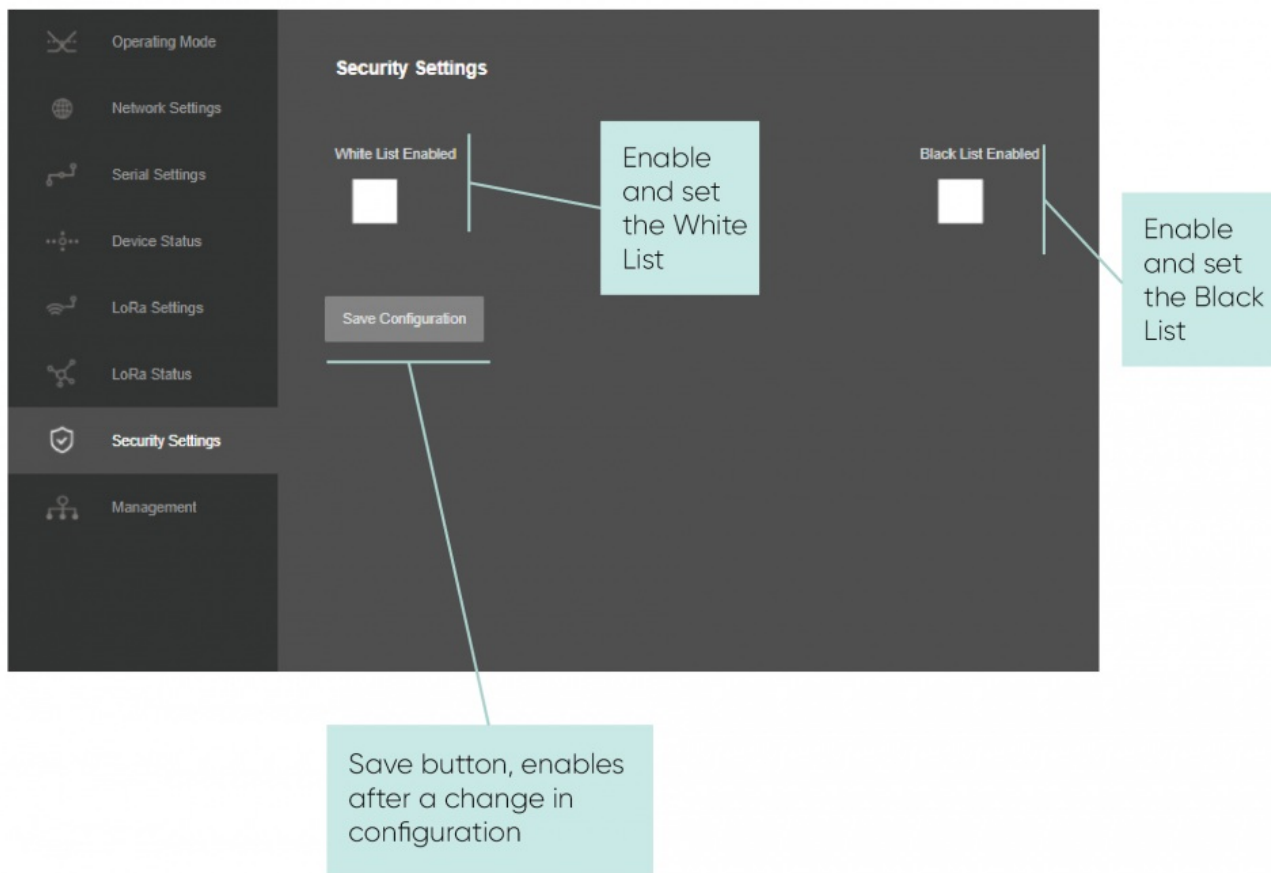 Operating Mode
Network Settings
Serial Settings
Device Status
LoRa Settings
LoRa Status
Security Settings
Management
Security Settings
White List Enabled
Enable
and set
the White
List
Black List Enabled
Enable
and set
the Black
List
Save Configuration
Save button, enables
after a change in
configuration